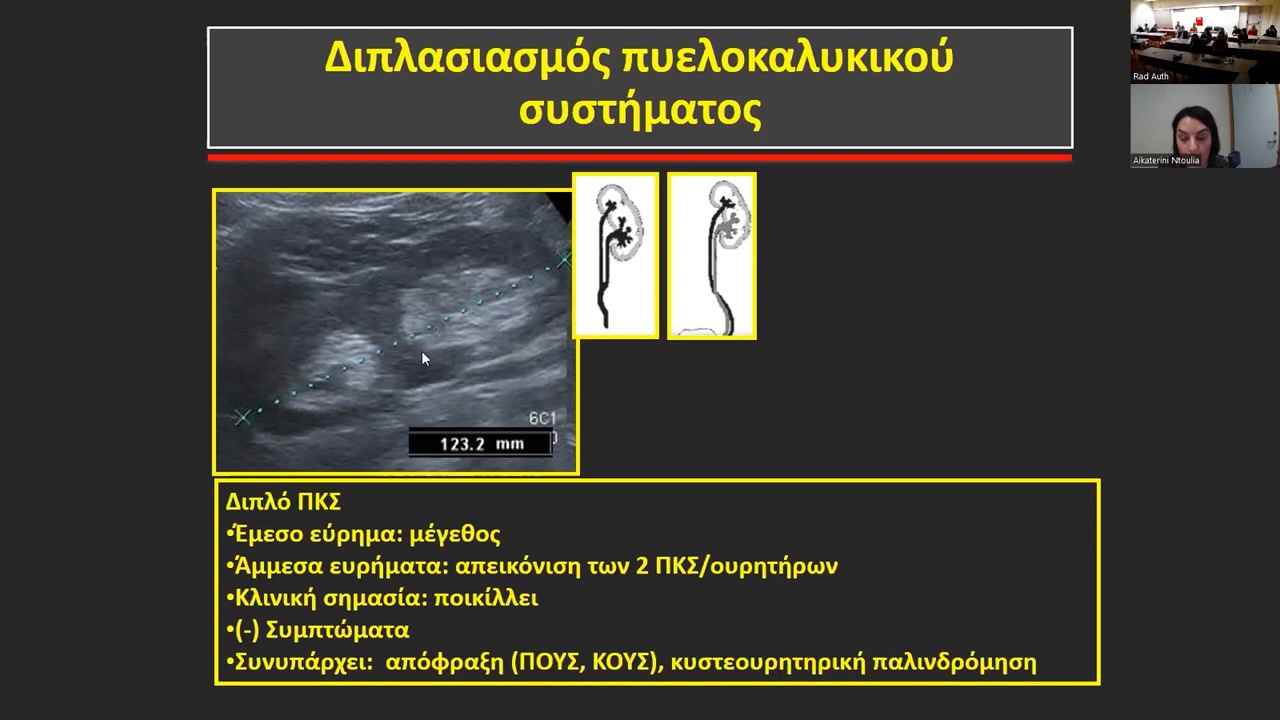 Διπλασιασμός πυελοκαλυκικού
συστήματος
Rad Auth
Aikaterini Ntoulia
6C1
123.2 mm
Διπλό ΠΚΣ
•Έμεσο εύρημα: μέγεθος
•Άμμεσα ευρήματα: απεικόνιση των 2 ΠΚΣ/ουρητήρων
•Κλινική σημασία: ποικίλλει
•(-) Συμπτώματα
•Συνυπάρχει:  απόφραξη (ΠΟΥΣ, ΚΟΥΣ), κυστεουρητηρική παλινδρόμηση